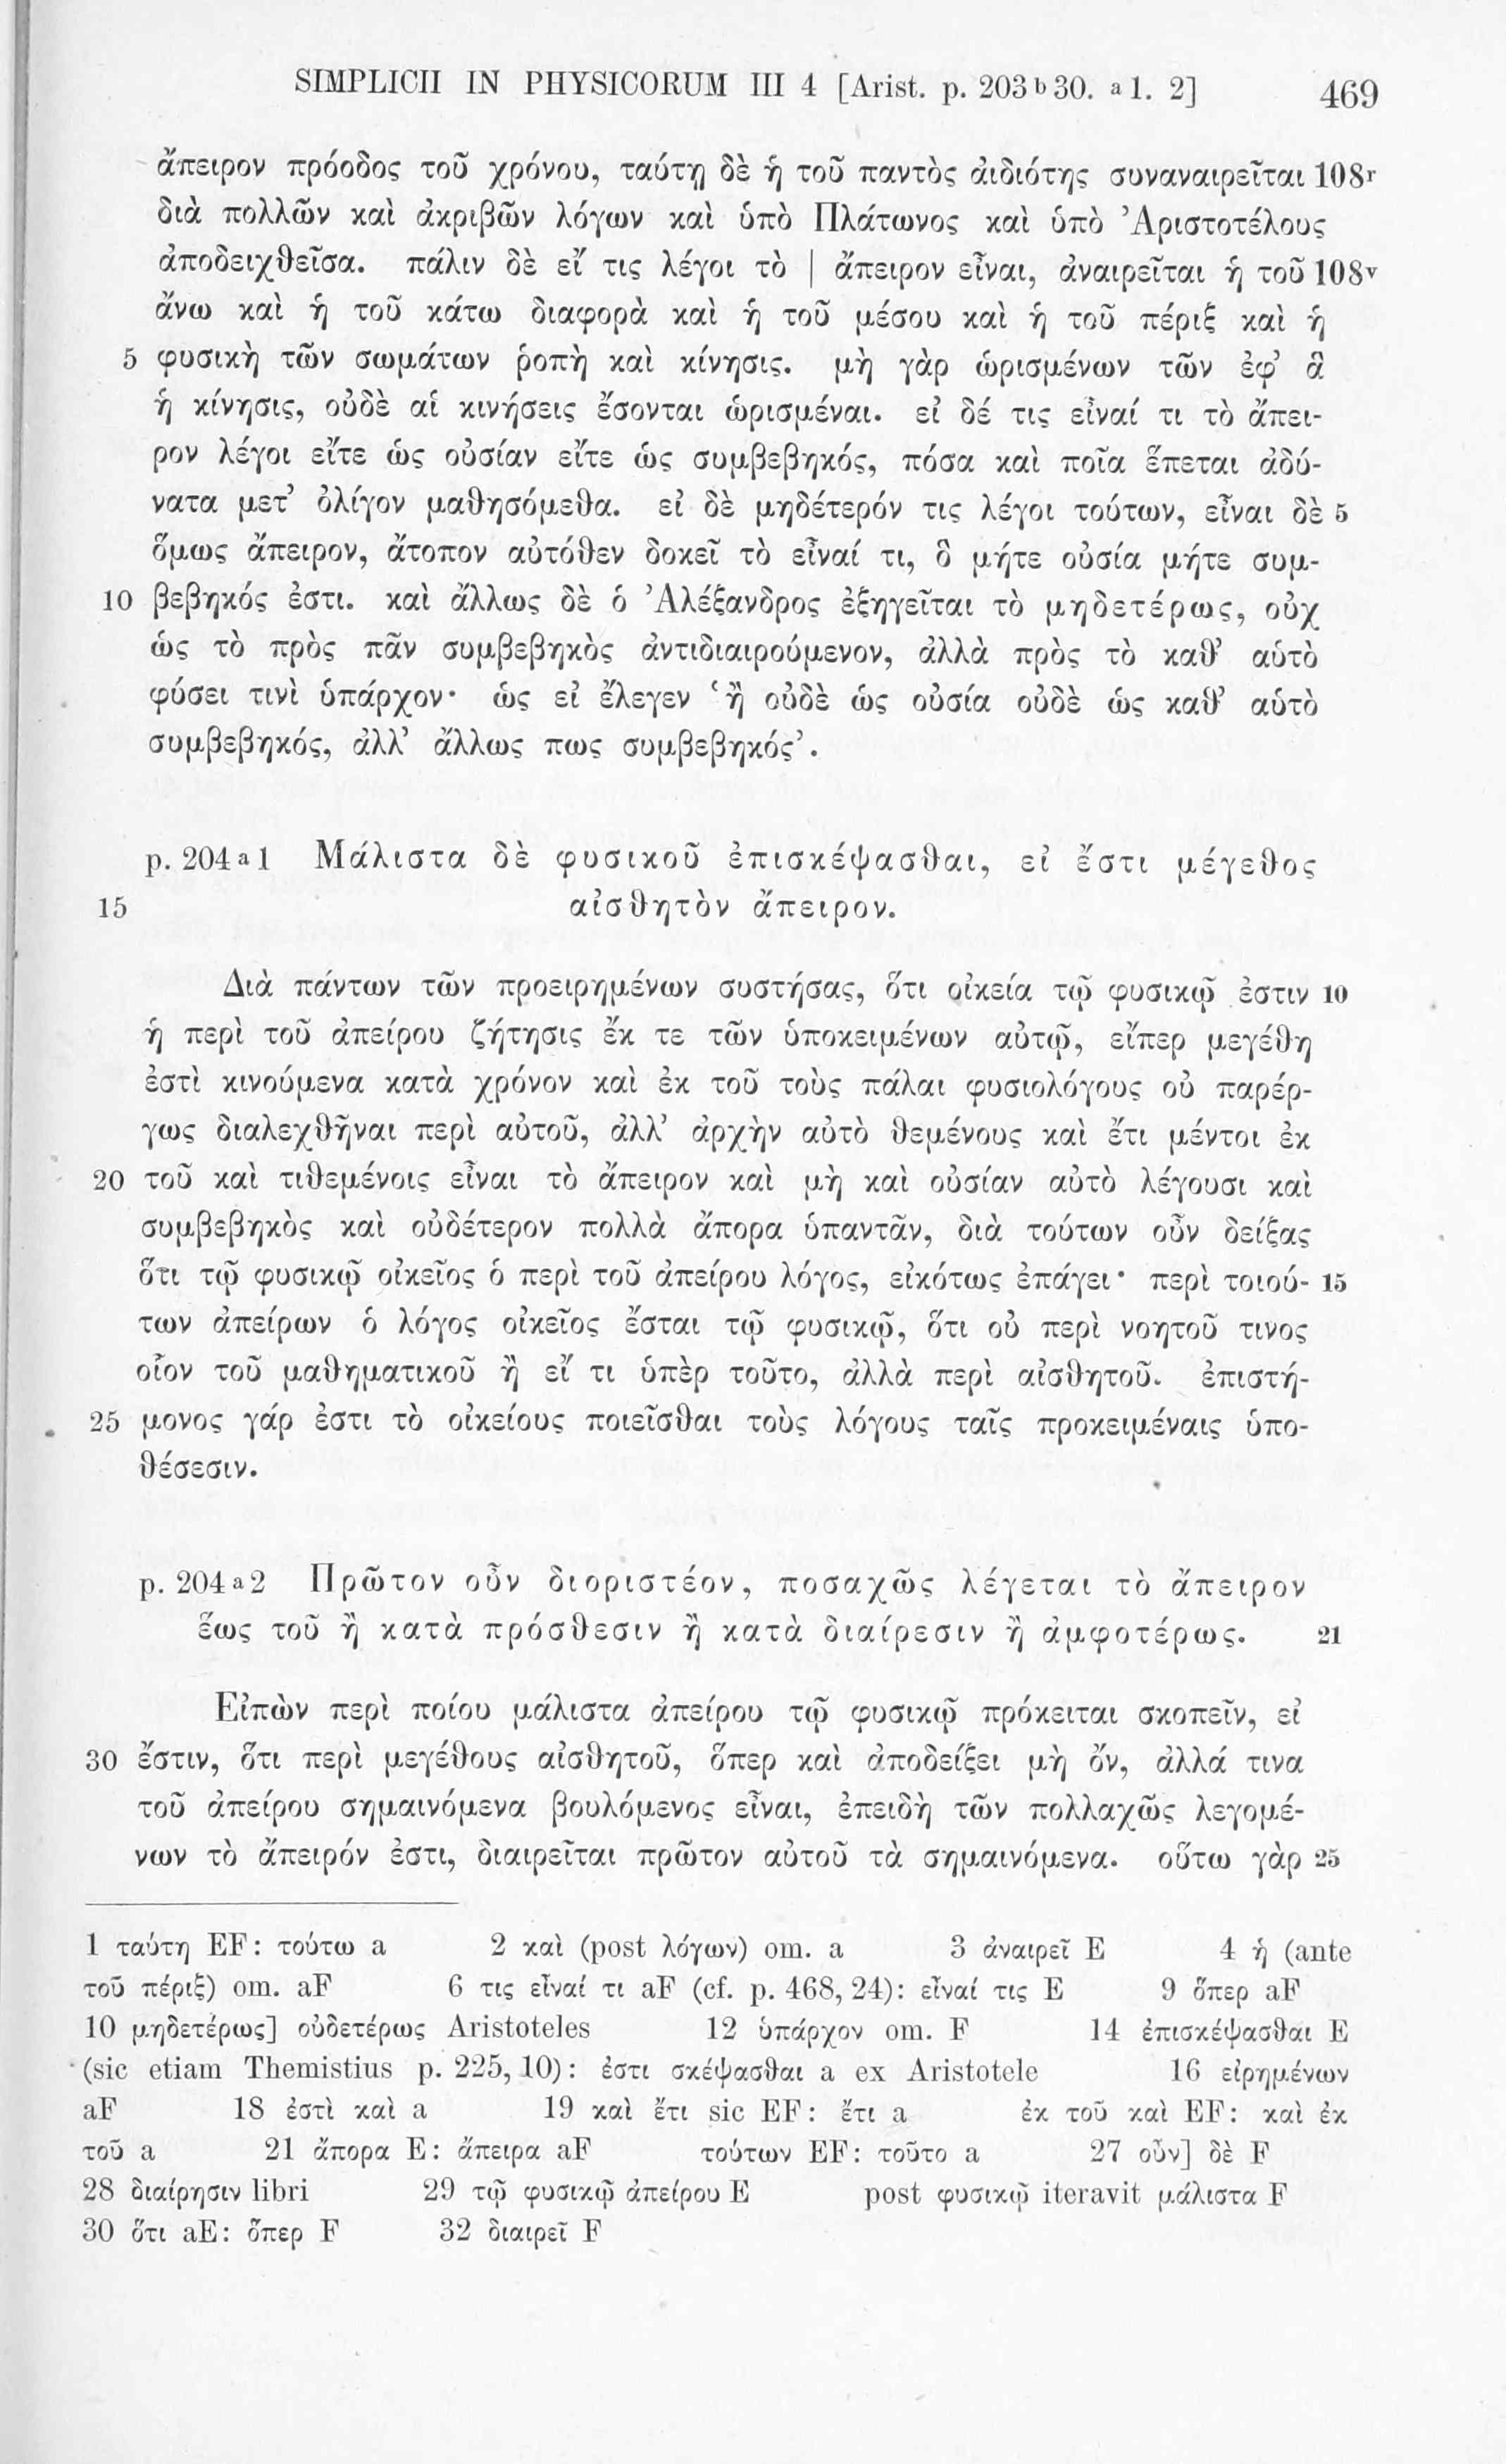 SIMPLICII IN PHYSICORUM III 4 [Arist. p. 203 b 30. a 1. 2] 469
ἄπειρον πρόοδος τοῦ χρόνου, ταύτῃ δὲ ἡ τοῦ παντὸς ἀιδιότης συναναιρεῖται 108r
διὰ πολλῶν καὶ ἀκριβῶν λόγων καὶ ὑπὸ Πλάτωνος καὶ ὑπὸ Ἀριστοτέλους
ἀποδειχθεῖσα. πάλιν δὲ εἴ τις λέγοι τὸ | ἄπειρον εἶναι, ἀναιρεῖται ἡ τοῦ 108v
ἄνω καὶ ἡ τοῦ κάτω διαφορὰ καὶ ἡ τοῦ μέσου καὶ ἡ τοῦ πέριξ καὶ ἡ
5 φυσικὴ τῶν σωμάτων ῥοπὴ καὶ κίνησις. μὴ γὰρ ὡρισμένων τῶν ἐφ’ ἃ
ἡ κίνησις, οὐδὲ αἱ κινήσεις ἔσονται ὡρισμέναι. εἰ δέ τις εἶναί τι τὸ ἄπει-
ρον λέγοι εἴτε ὡς οὐσίαν εἴτε ὡς συμβεβηκός, πόσα καὶ ποῖα ἕπεται ἀδύ-
νατα μετ’ ὀλίγον μαθησόμεθα. εἰ δὲ μηδέτερόν τις λέγοι τούτων, εἶναι δὲ 5
ὅμως ἄπειρον, ἄτοπον αὐτόθεν δοκεῖ τὸ εἶναί τι, ὃ μήτε οὐσία μήτε συμ-
10 βεβηκός ἐστι. καὶ ἄλλως δὲ ὁ Ἀλέξανδρος ἐξηγεῖται τὸ μηδετέρως, οὐχ
ὡς τὸ πρὸς πᾶν συμβεβηκὸς ἀντιδιαιρούμενον, ἀλλὰ πρὸς τὸ καθ’ αὑτὸ
φύσει τινὶ ὑπάρχον· ὡς εἰ ἔλεγεν ‘ἢ οὐδὲ ὡς οὐσία οὐδὲ ὡς καθ’ αὑτὸ
συμβεβηκός, ἀλλ’ ἄλλως πως συμβεβηκός’.
p. 204 a 1 Μάλιστα δὲ φυσικοῦ ἐπισκέψασθαι, εἰ ἔστι μέγεθος
15 αἰσθητὸν ἄπειρον.
Διὰ πάντων τῶν προειρημένων συστήσας, ὅτι οἰκεία τῷ φυσικῷ ἐστιν 10
ἡ περὶ τοῦ ἀπείρου ζήτησις ἔκ τε τῶν ὑποκειμένων αὐτῷ, εἴπερ μεγέθη
ἐστὶ κινούμενα κατὰ χρόνον καὶ ἐκ τοῦ τοὺς πάλαι φυσιολόγους οὐ παρέρ-
γως διαλεχθῆναι περὶ αὐτοῦ, ἀλλ’ ἀρχὴν αὐτὸ θεμένους καὶ ἔτι μέντοι ἐκ
20 τοῦ καὶ τιθεμένοις εἶναι τὸ ἄπειρον καὶ μὴ καὶ οὐσίαν αὐτὸ λέγουσι καὶ
συμβεβηκὸς καὶ οὐδέτερον πολλὰ ἄπορα ὑπαντᾶν, διὰ τούτων οὖν δείξας
ὅτι τῷ φυσικῷ οἰκεῖος ὁ περὶ τοῦ ἀπείρου λόγος, εἰκότως ἐπάγει· περὶ τοιού- 15
των ἀπείρων ὁ λόγος οἰκεῖος ἔσται τῷ φυσικῷ, ὅτι οὐ περὶ νοητοῦ τινος
οἷον τοῦ μαθηματικοῦ ἢ εἴ τι ὑπὲρ τοῦτο, ἀλλὰ περὶ αἰσθητοῦ. ἐπιστή-
25 μονος γάρ ἐστι τὸ οἰκείους ποιεῖσθαι τοὺς λόγους ταῖς προκειμέναις ὑπο-
θέσεσιν.
p. 204 a 2 Πρῶτον οὖν διοριστέον, ποσαχῶς λέγεται τὸ ἄπειρον
ἕως τοῦ ἢ κατὰ πρόσθεσιν ἢ κατὰ διαίρεσιν ἢ ἀμφοτέρως. 21
Εἰπὼν περὶ ποίου μάλιστα ἀπείρου τῷ φυσικῷ πρόκειται σκοπεῖν, εἰ
30 ἔστιν, ὅτι περὶ μεγέθους αἰσθητοῦ, ὅπερ καὶ ἀποδείξει μὴ ὄν, ἀλλά τινα
τοῦ ἀπείρου σημαινόμενα βουλόμενος εἶναι, ἐπειδὴ τῶν πολλαχῶς λεγομέ-
νων τὸ ἄπειρόν ἐστι, διαιρεῖται πρῶτον αὐτοῦ τὰ σημαινόμενα. οὕτω γὰρ 25
1 ταύτη EF: τούτω a 2 καὶ (post λόγων) om. a 3 ἀναιρεῖ E 4 ἡ (ante
τοῦ πέριξ) om. aF 6 τις εἶναί τι aF (cf. p. 468, 24): εἶναί τις E 9 ὅπερ aF
10 μηδετέρως] οὐδετέρως Aristoteles 12 ὑπάρχον om. F 14 ἐπισκέψασθαι E
(sic etiam Themistius p. 225, 10): ἐστι σκέψασθαι a ex Aristotele 16 εἰρημένων
aF 18 ἐστὶ καὶ a 19 καὶ ἔτι sic EF: ἔτι a ἐκ τοῦ καὶ EF: καὶ ἐκ
τοῦ a 21 ἄπορα E: ἄπειρα aF τούτων EF: τοῦτο a 27 οὖν] δὲ F
28 διαίρησιν libri 29 τῷ φυσικῷ ἀπείρου E post φυσικῷ iteravit μάλιστα F
30 ὅτι aE: ὅπερ F 32 διαιρεῖ F